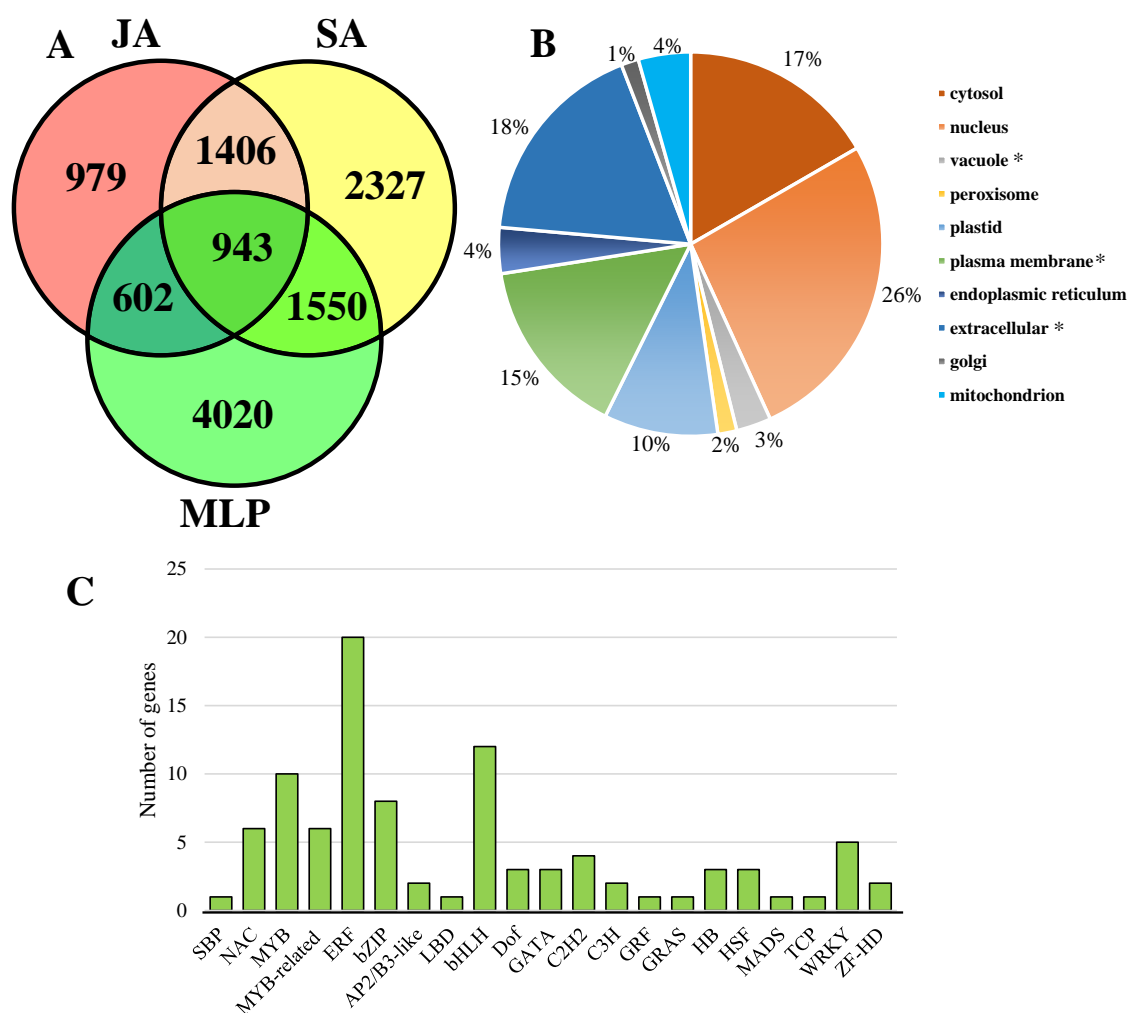 A
JA
SA
979
1406
2327
943
602
1550
4020
MLP
B
1%
4%
17%
18%
4%
26%
15%
10%
2%
3%
cytosol
nucleus
vacuole *
peroxisome
plastid
plasma membrane*
endoplasmic reticulum
extracellular *
golgi
mitochondrion
C
Number of genes
25
20
15
10
5
0
SBP
NAC
MYB
MYB-related
ERF
bZIP
AP2/B3-like
LBD
bHLH
Dof
GATA
C2H2
C3H
GRF
GRAS
HB
HSF
MADS
TCP
WRKY
ZF-HD